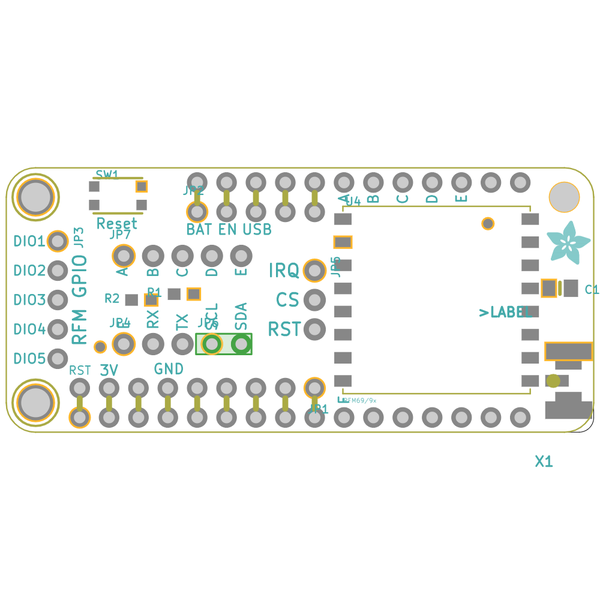 SW1
JP2
Reset
BAT EN USB
A B C D E
U4
DIO1
DIO2
DIO3
DIO4
DIO5
JP3
RFM GPIO
JP7
A B C D E
IRQ
CS
RST
JP5
R2 R1
C1
>LABEL
JP4
RX TX SCL SDA
JP6
RST 3V GND
JP1
RFM69/9x
X1